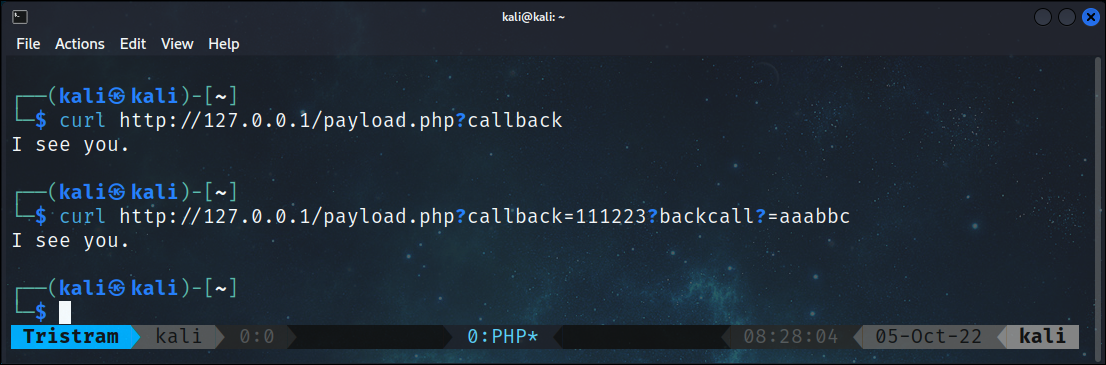 kali@kali: ~
File Actions Edit View Help
┌──(kali㉿kali)-[~]
└─$ curl http://127.0.0.1/payload.php?callback
I see you.
┌──(kali㉿kali)-[~]
└─$ curl http://127.0.0.1/payload.php?callback=111223?backcall?=aaabbc
I see you.
┌──(kali㉿kali)-[~]
└─$
Tristram kali 0:0 0:PHP* 08:28:04 05-Oct-22 kali